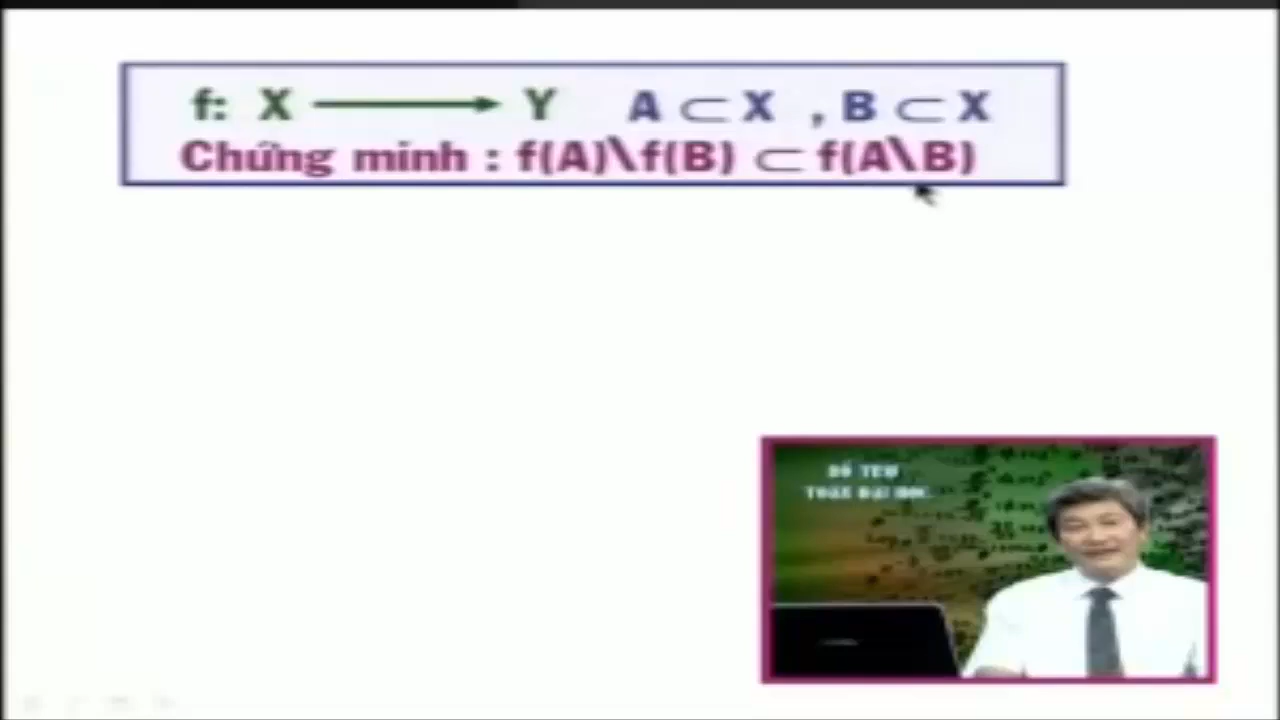 f: X ⟶ Y A ⊂ X , B ⊂ X
Chứng minh : f(A)\f(B) ⊂ f(A\B)